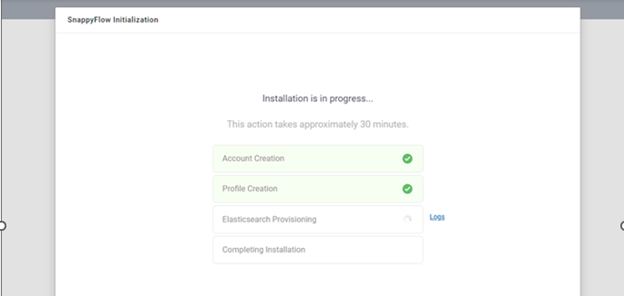 SnappyFlow Initialization
Installation is in progress...
This action takes approximately 30 minutes.
Account Creation
Profile Creation
Elasticsearch Provisioning
Logs
Completing Installation